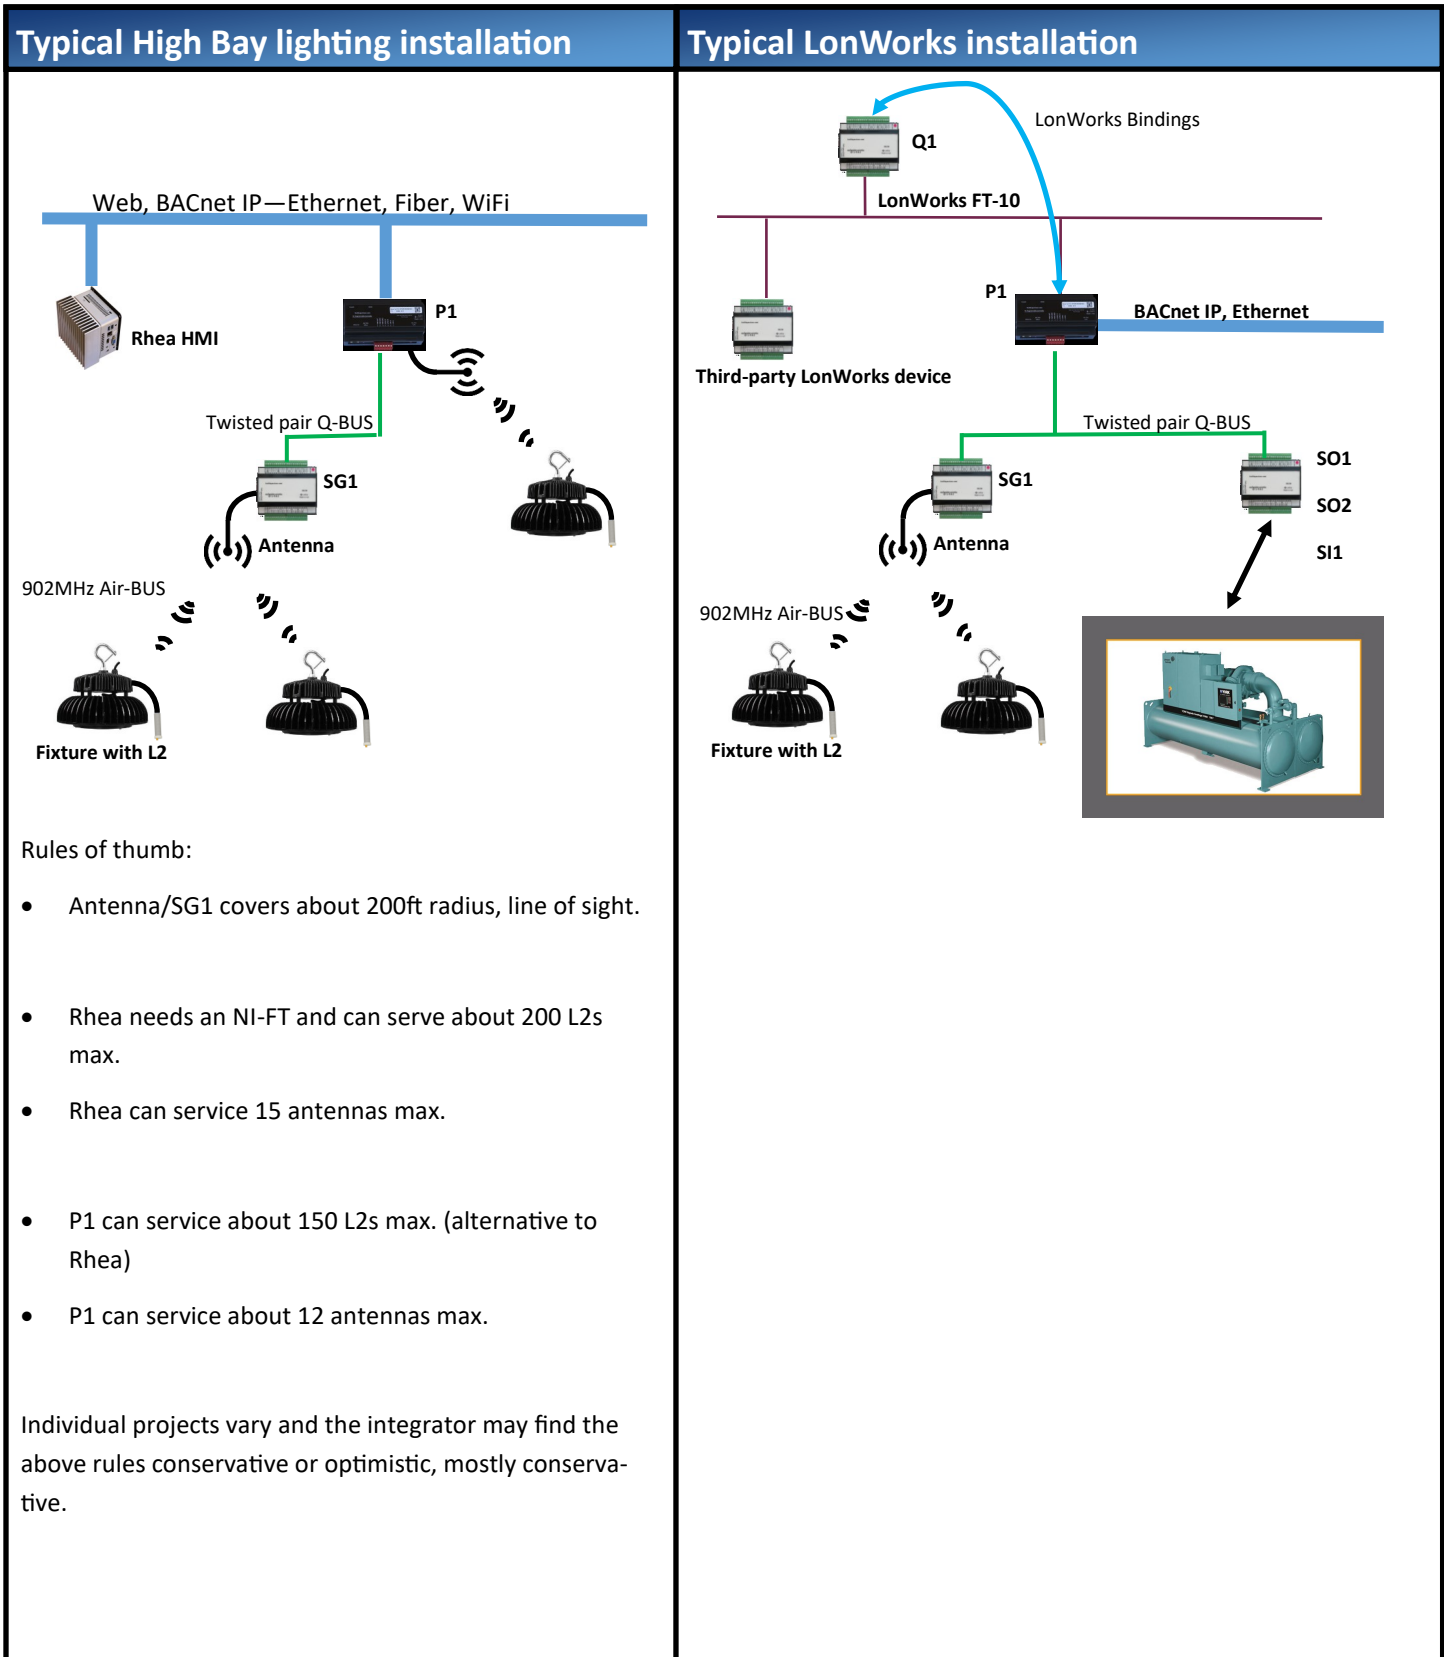 Typical High Bay lighting installation
Web, BACnet IP—Ethernet, Fiber, WiFi
P1
Rhea HMI
Twisted pair Q-BUS
SG1
Antenna
902MHz Air-BUS
Fixture with L2
Rules of thumb:
• Antenna/SG1 covers about 200ft radius, line of sight.
• Rhea needs an NI-FT and can serve about 200 L2s
max.
• Rhea can service 15 antennas max.
• P1 can service about 150 L2s max. (alternative to
Rhea)
• P1 can service about 12 antennas max.
Individual projects vary and the integrator may find the
above rules conservative or optimistic, mostly conserva-
tive.
Typical LonWorks installation
LonWorks Bindings
Q1
LonWorks FT-10
P1
BACnet IP, Ethernet
Third-party LonWorks device
Twisted pair Q-BUS
SG1
SO1
SO2
SI1
Antenna
902MHz Air-BUS
Fixture with L2